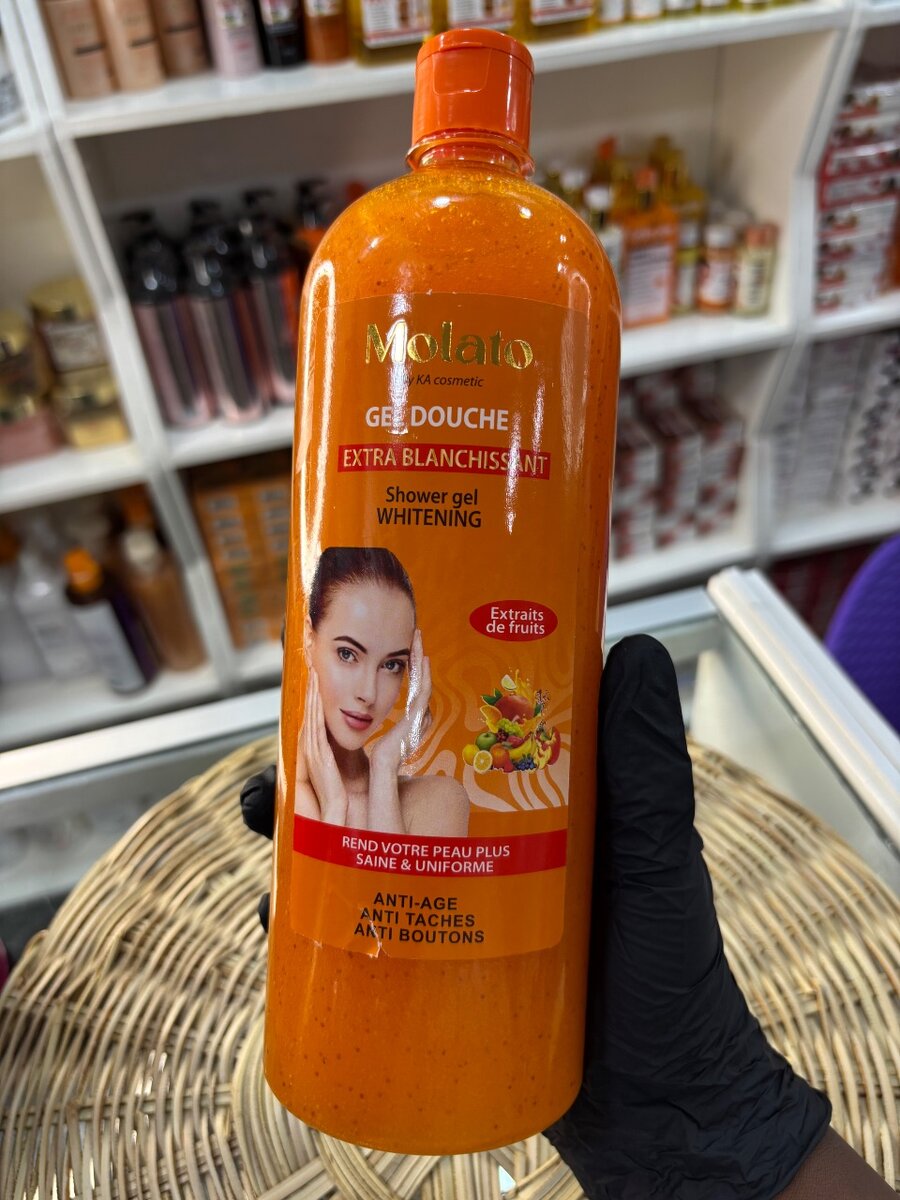 Molato
by KA cosmetic
GEL DOUCHE
EXTRA BLANCHISSANT
Shower gel
WHITENING
Extraits
de fruits
REND VOTRE PEAU PLUS
SAINE & UNIFORME
ANTI-AGE
ANTI TACHES
ANTI BOUTONS